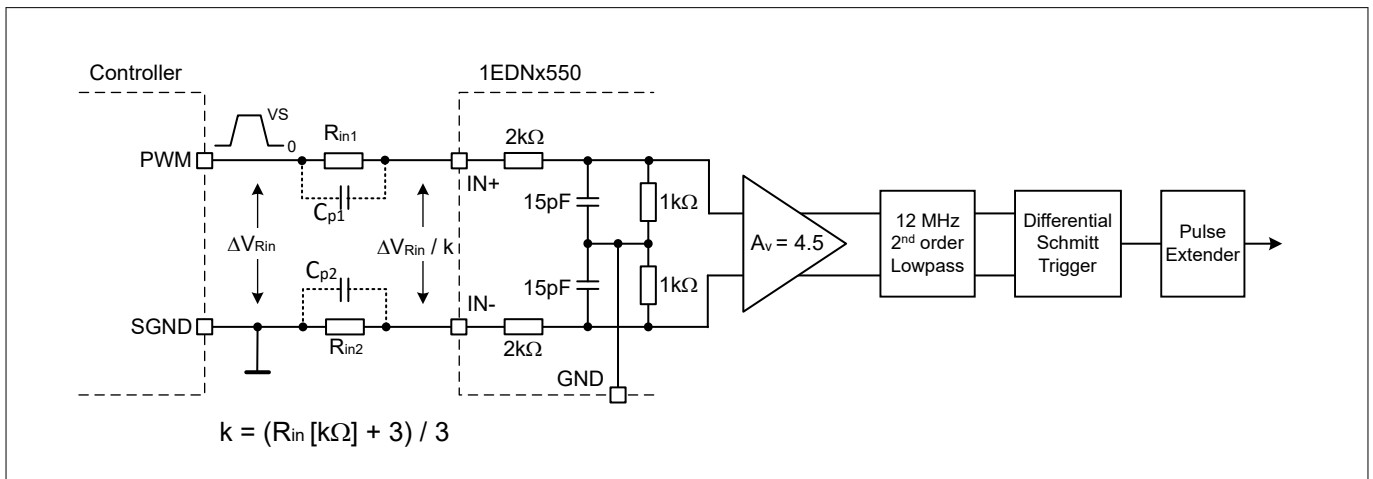 Controller
1EDNx550
VS
0
Rin1
2kΩ
PWM
IN+
Cp1
15pF
1kΩ
ΔVRin
ΔVRin / k
Av = 4.5
12 MHz
2nd order
Lowpass
Differential
Schmitt
Trigger
Pulse
Extender
Cp2
15pF
1kΩ
IN-
SGND
Rin2
2kΩ
GND
k = (Rin [kΩ] + 3) / 3